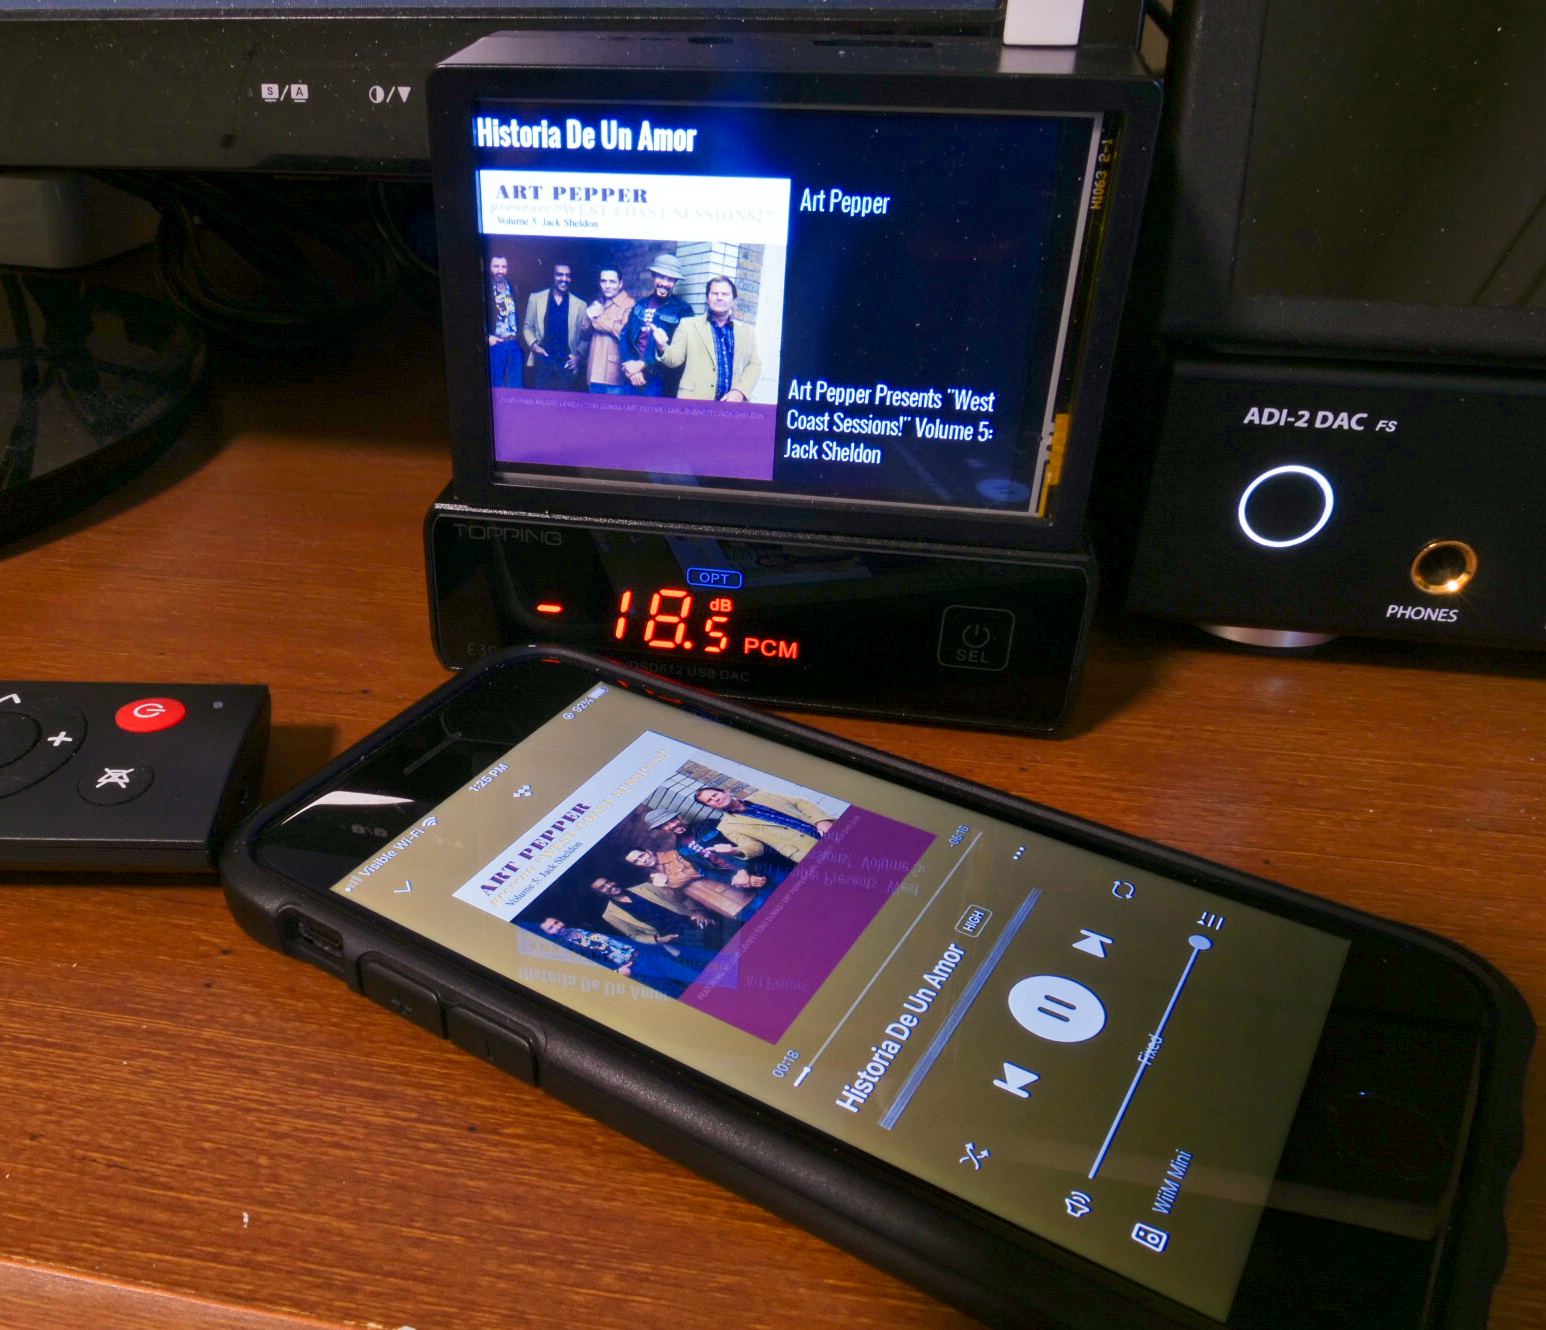 S/A
Historia De Un Amor
ART PEPPER
presents "WEST COAST SESSIONS!"
Volume 5: Jack Sheldon
Art Pepper
Art Pepper Presents "West
Coast Sessions!" Volume 5:
Jack Sheldon
H1063 2-1
ADI-2 DAC FS
PHONES
TOPPING
OPT
- 18.5 dB PCM
SEL
E30
DSD512 USB DAC
Visible Wi-Fi
1:25 PM
92%
ART PEPPER
presents "WEST COAST SESSIONS!"
Volume 5: Jack Sheldon
00:18
-06:16
Historia De Un Amor
HIGH
Fixed
WiiM Mini